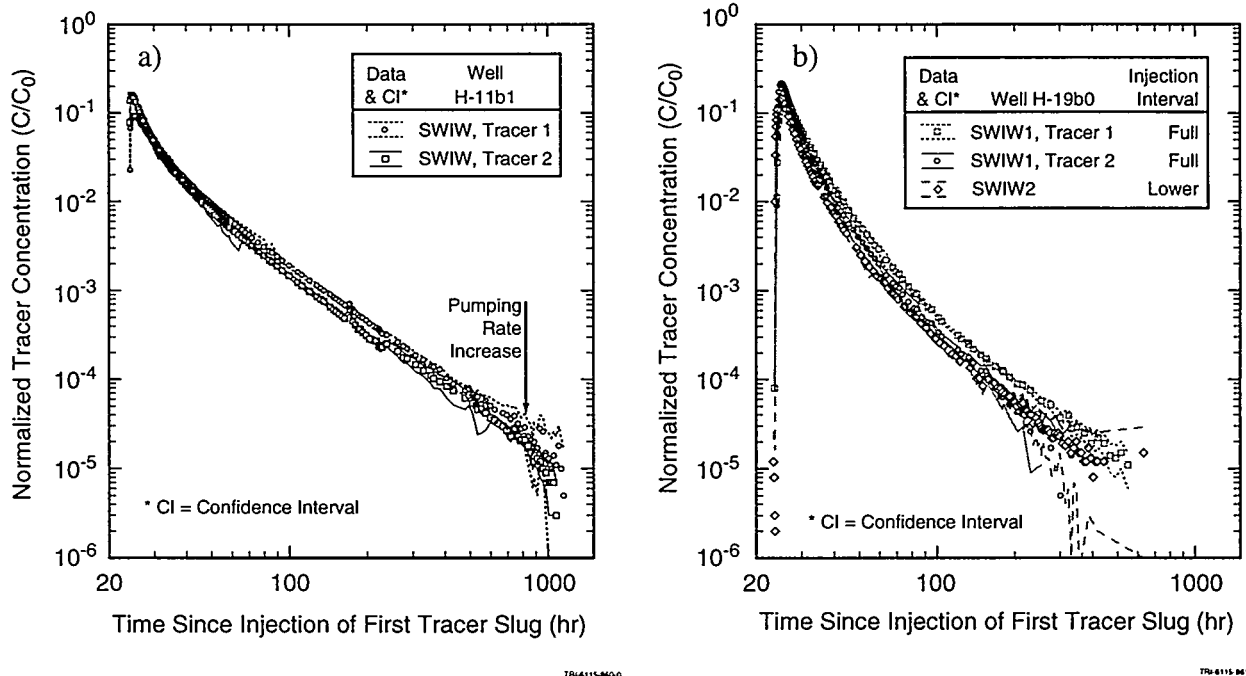 a)
Data Well
& CI* H-11b1
SWIW, Tracer 1
SWIW, Tracer 2
Pumping
Rate
Increase
* CI = Confidence Interval
Normalized Tracer Concentration (C/C0)
10^0
10^-1
10^-2
10^-3
10^-4
10^-5
10^-6
20 100 1000
Time Since Injection of First Tracer Slug (hr)
b)
Data Injection
& CI* Well H-19b0 Interval
SWIW1, Tracer 1 Full
SWIW1, Tracer 2 Full
SWIW2 Lower
* CI = Confidence Interval
Normalized Tracer Concentration (C/C0)
10^0
10^-1
10^-2
10^-3
10^-4
10^-5
10^-6
20 100 1000
Time Since Injection of First Tracer Slug (hr)